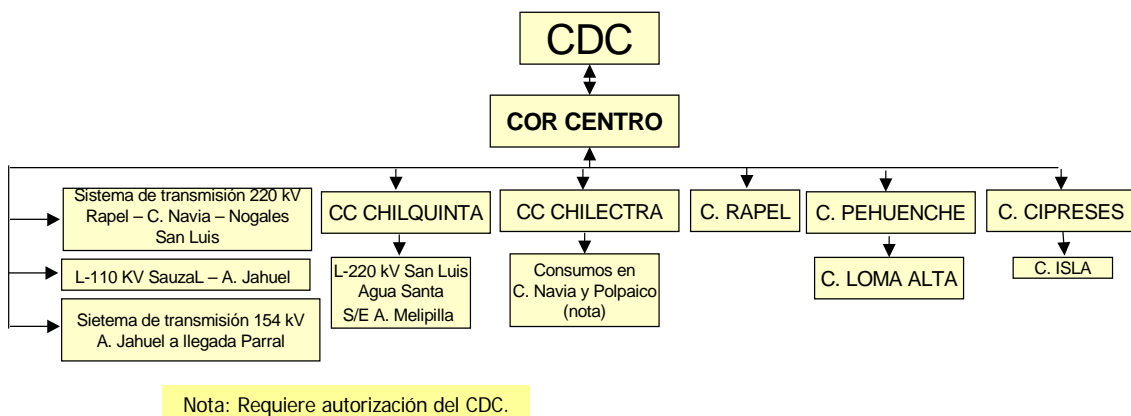 CDC
COR CENTRO
Sistema de transmisión 220 kV
Rapel – C. Navia – Nogales
San Luis
L-110 KV SauzaL – A. Jahuel
Sietema de transmisión 154 kV
A. Jahuel a llegada Parral
CC CHILQUINTA
L-220 kV San Luis
Agua Santa
S/E A. Melipilla
CC CHILECTRA
Consumos en
C. Navia y Polpaico
(nota)
C. RAPEL
C. PEHUENCHE
C. LOMA ALTA
C. CIPRESES
C. ISLA
Nota: Requiere autorización del CDC.